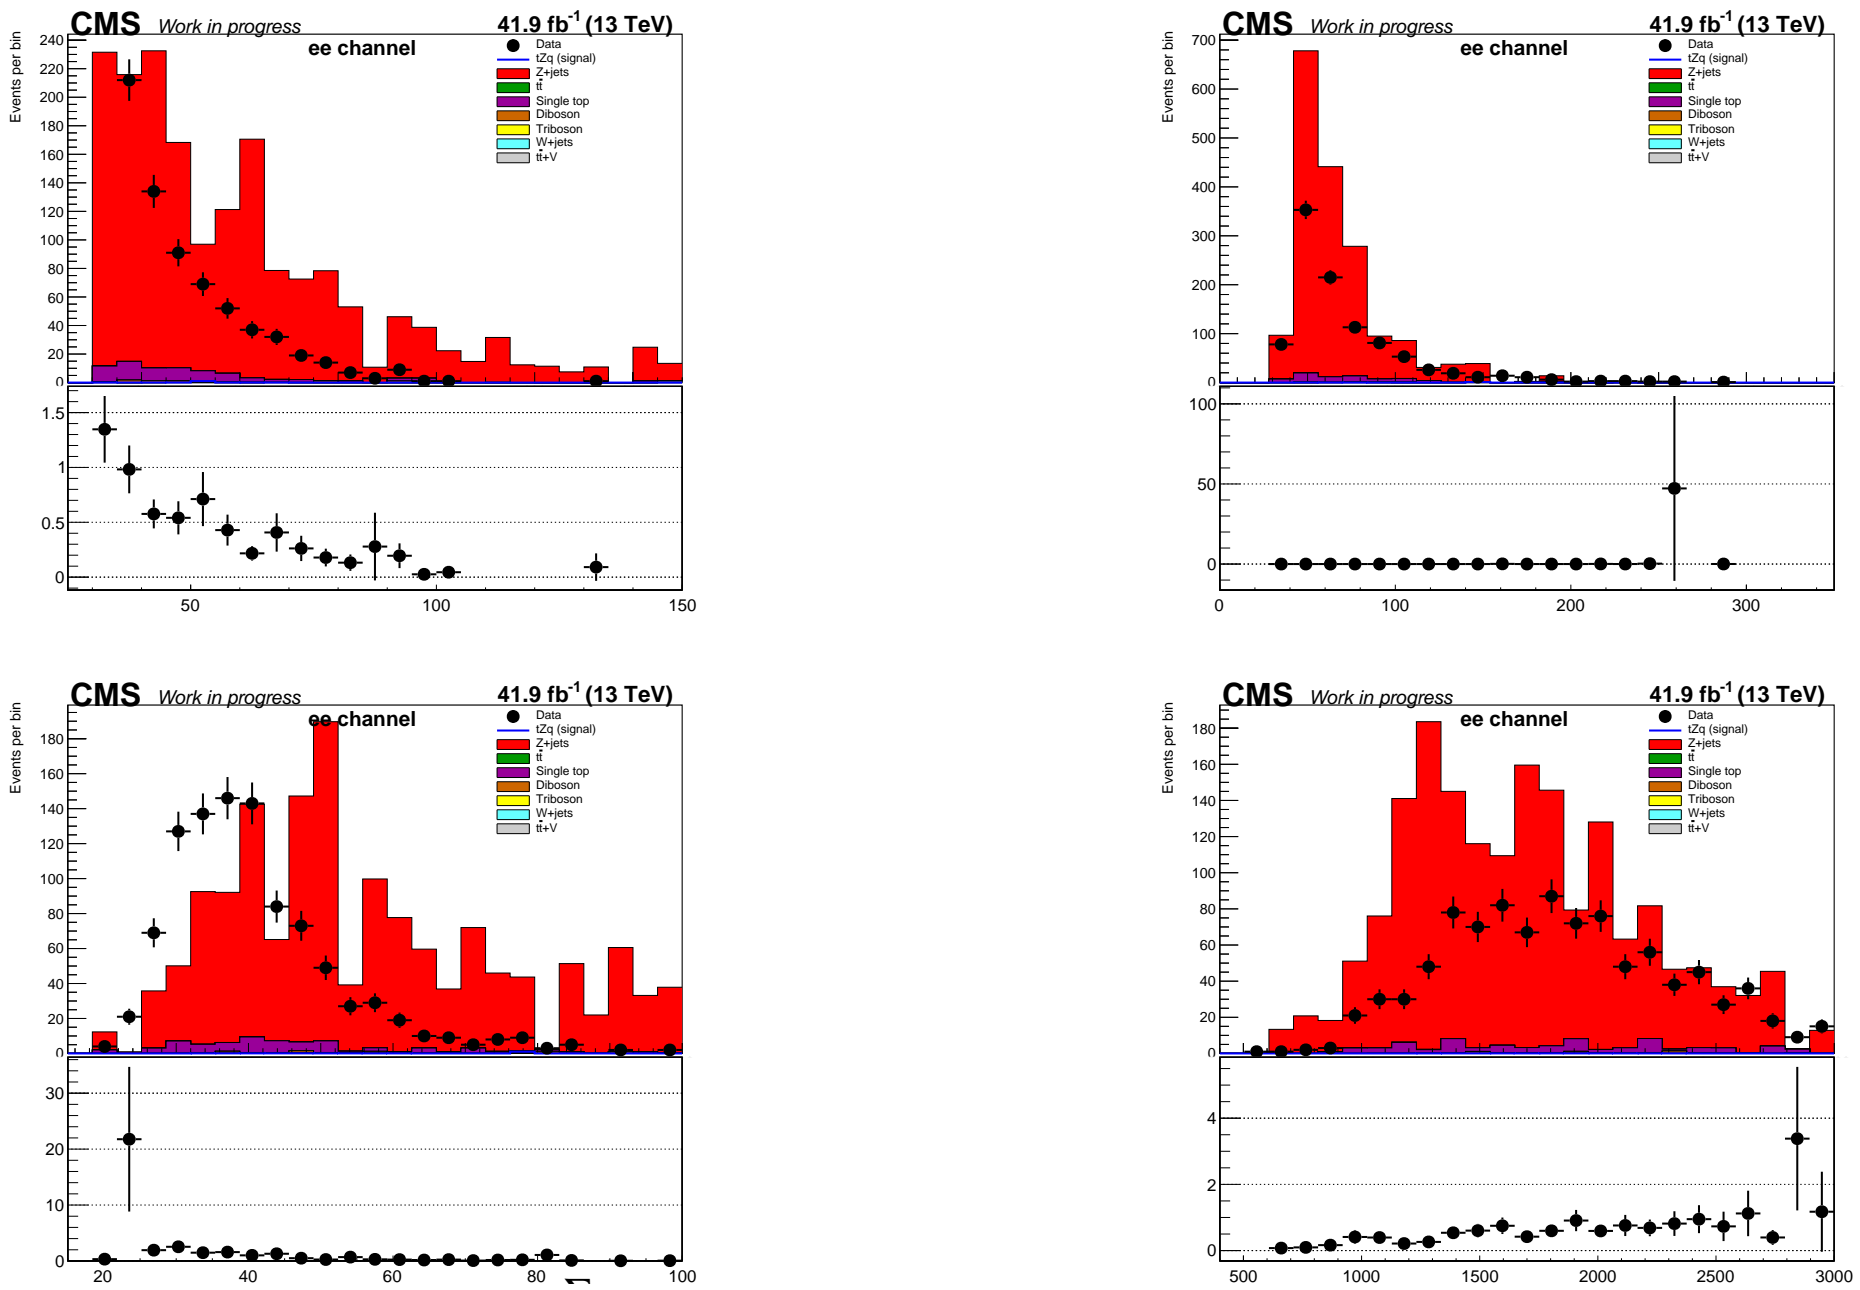 CMS Work in progress 41.9 fb-1 (13 TeV)
ee channel
Events per bin
Data
tZq (signal)
Z+jets
tt̄
Single top
Diboson
Triboson
W+jets
tt̄+V
240
220
200
180
160
140
120
100
80
60
40
20
0
1.5
1
0.5
0
50 100 150
CMS Work in progress 41.9 fb-1 (13 TeV)
ee channel
Events per bin
Data
tZq (signal)
Z+jets
tt̄
Single top
Diboson
Triboson
W+jets
tt̄+V
700
600
500
400
300
200
100
0
100
50
0
0 100 200 300
CMS Work in progress 41.9 fb-1 (13 TeV)
ee channel
Events per bin
Data
tZq (signal)
Z+jets
tt̄
Single top
Diboson
Triboson
W+jets
tt̄+V
180
160
140
120
100
80
60
40
20
0
30
20
10
0
20 40 60 80 100
CMS Work in progress 41.9 fb-1 (13 TeV)
ee channel
Events per bin
Data
tZq (signal)
Z+jets
tt̄
Single top
Diboson
Triboson
W+jets
tt̄+V
180
160
140
120
100
80
60
40
20
0
4
2
0
500 1000 1500 2000 2500 3000